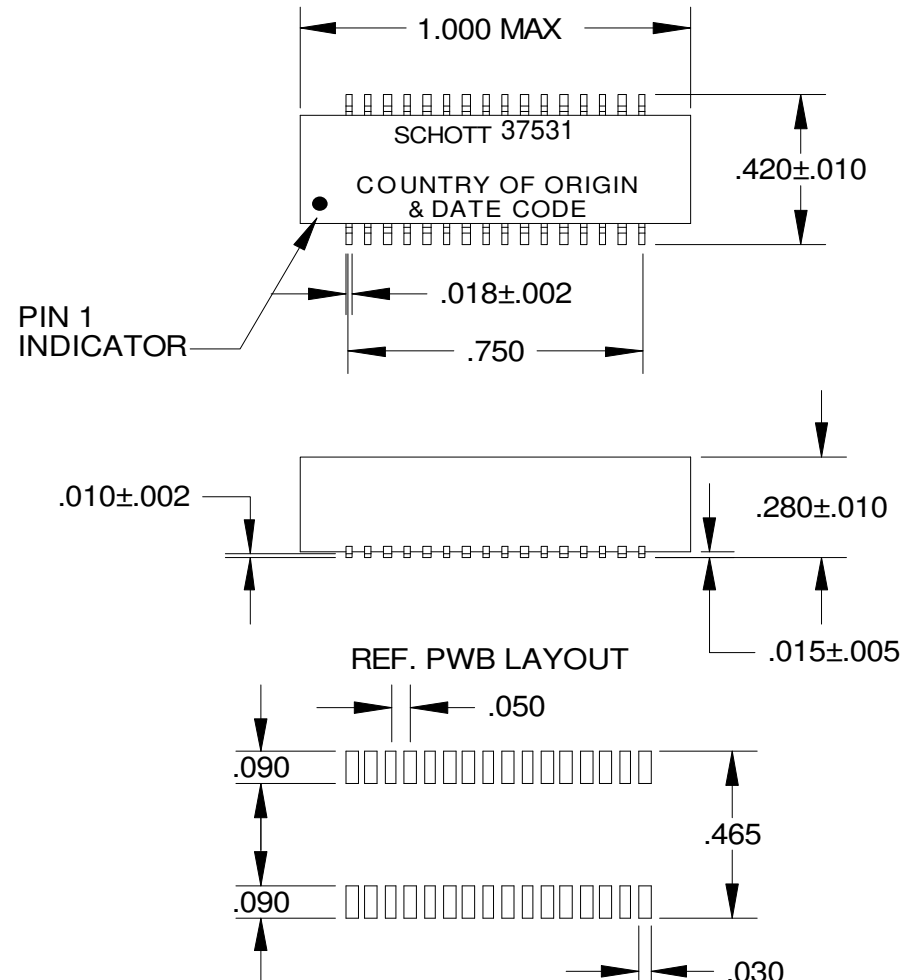 1.000 MAX
SCHOTT 37531
COUNTRY OF ORIGIN
& DATE CODE
.420±.010
.018±.002
PIN 1
INDICATOR
.750
.010±.002
.280±.010
.015±.005
REF. PWB LAYOUT
.050
.090
.465
.090
.030